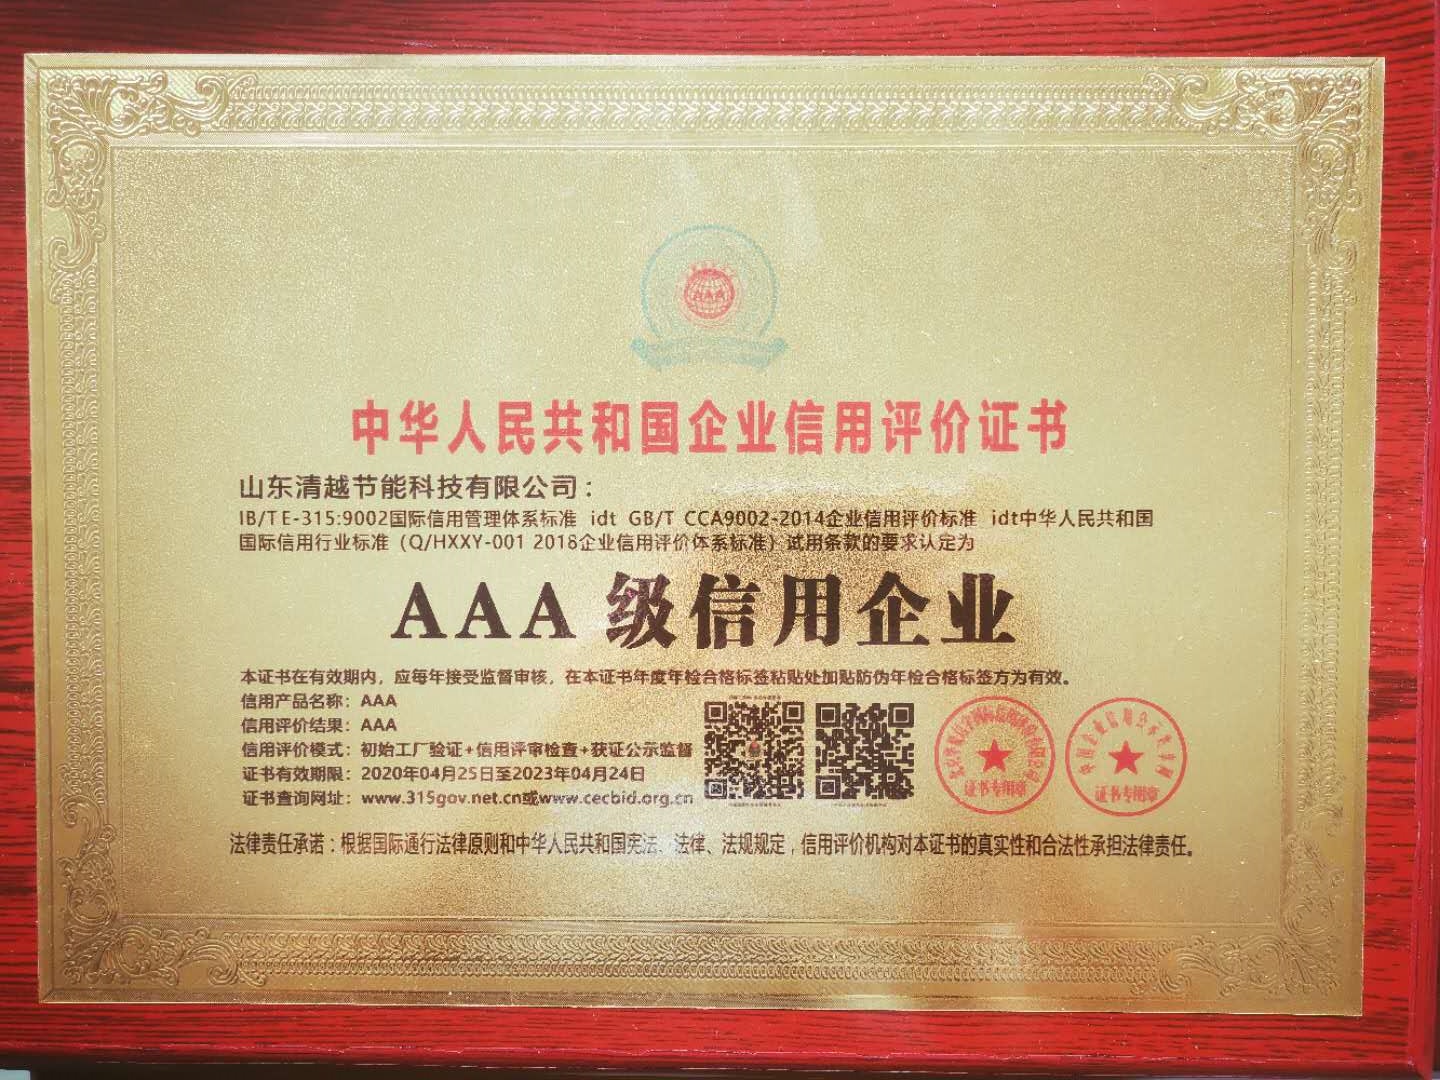 AAA
中华人民共和国企业信用评价证书
山东清越节能科技有限公司：
IB/TE-315:9002国际信用管理体系标准 idt GB/T CCA9002-2014企业信用评价标准 idt中华人民共和国
国际信用行业标准（Q/HXXY-001 2018企业信用评价体系标准）试用条款的要求认定为
AAA 级信用企业
本证书在有效期内，应每年接受监督审核，在本证书年度年检合格标签粘贴处加贴防伪年检合格标签方为有效。
信用产品名称：AAA
信用评价结果：AAA
信用评价模式：初始工厂验证+信用评审检查+获证公示监督
证书有效期限：2020年04月25日至2023年04月24日
证书查询网址：www.315gov.net.cn或www.cecbid.org.cn
证书专用章
中国企业信用公示查询网
证书专用章
法律责任承诺：根据国际通行法律原则和中华人民共和国宪法、法律、法规规定，信用评价机构对本证书的真实性和合法性承担法律责任。